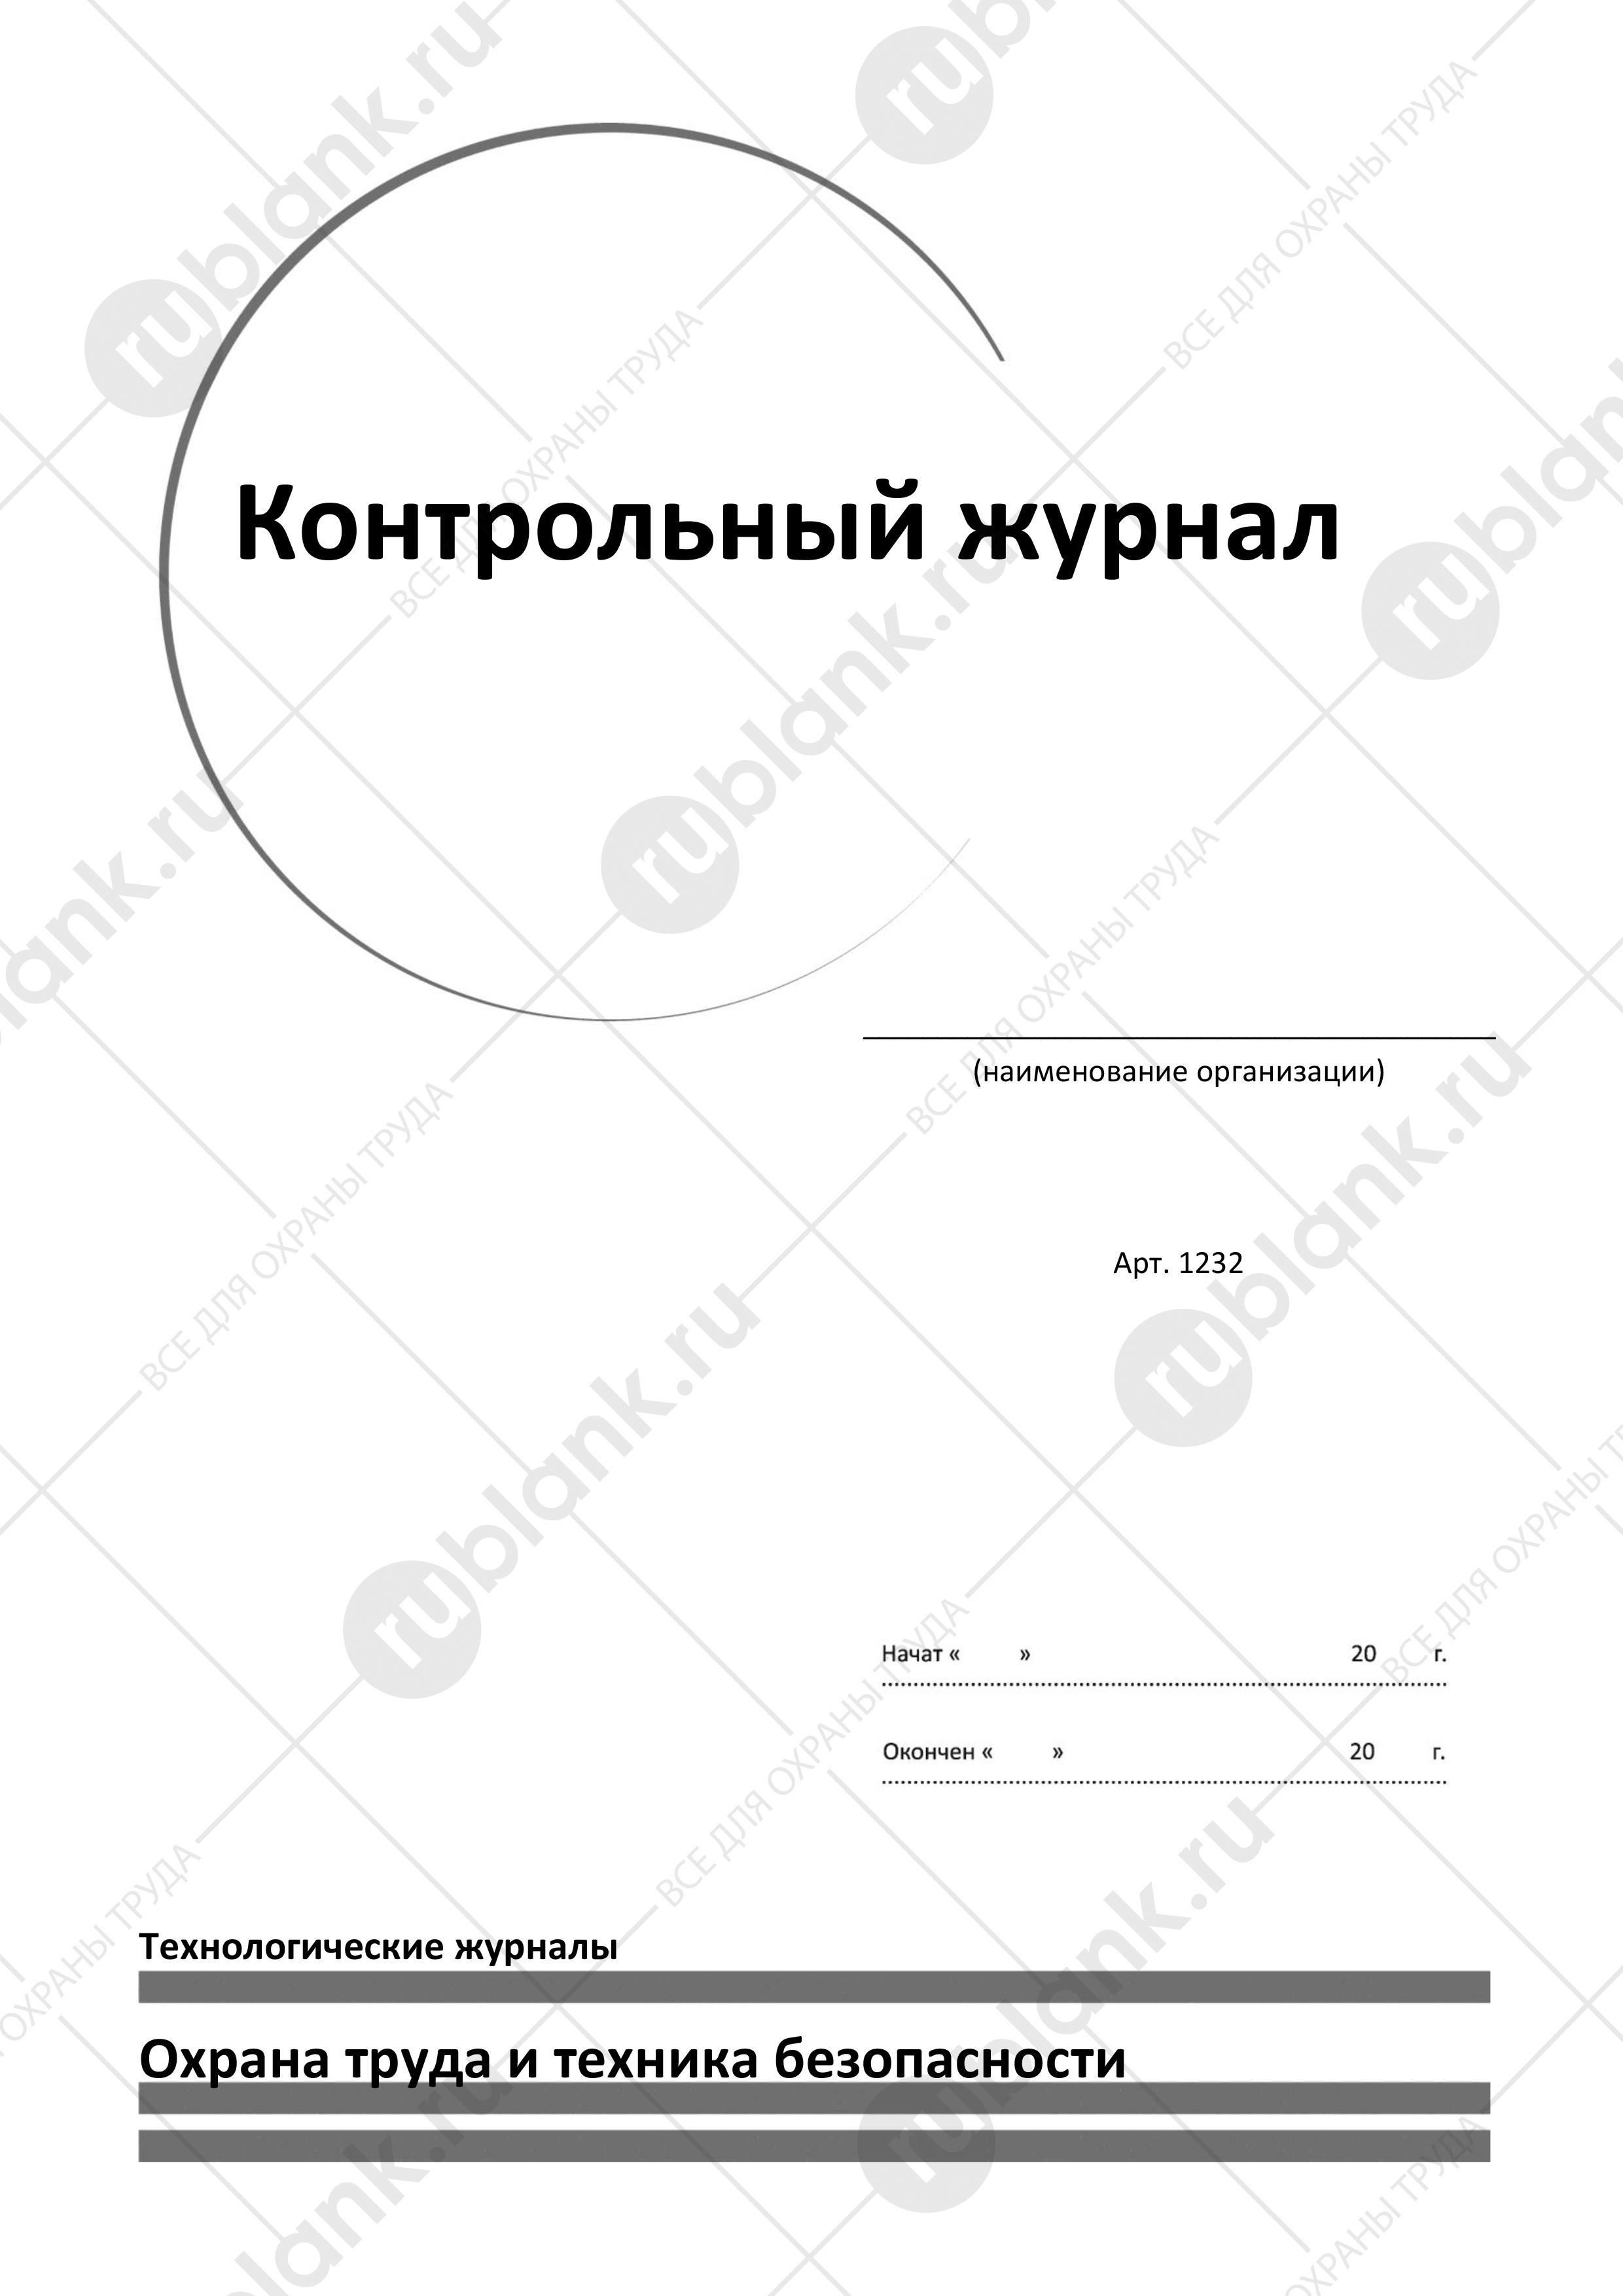 Контрольный журнал
(наименование организации)
Арт. 1232
Начат « » 20 г.
Окончен « » 20 г.
Технологические журналы
Охрана труда и техника безопасности
rublank.ru
ВСЕ ДЛЯ ОХРАНЫ ТРУДА